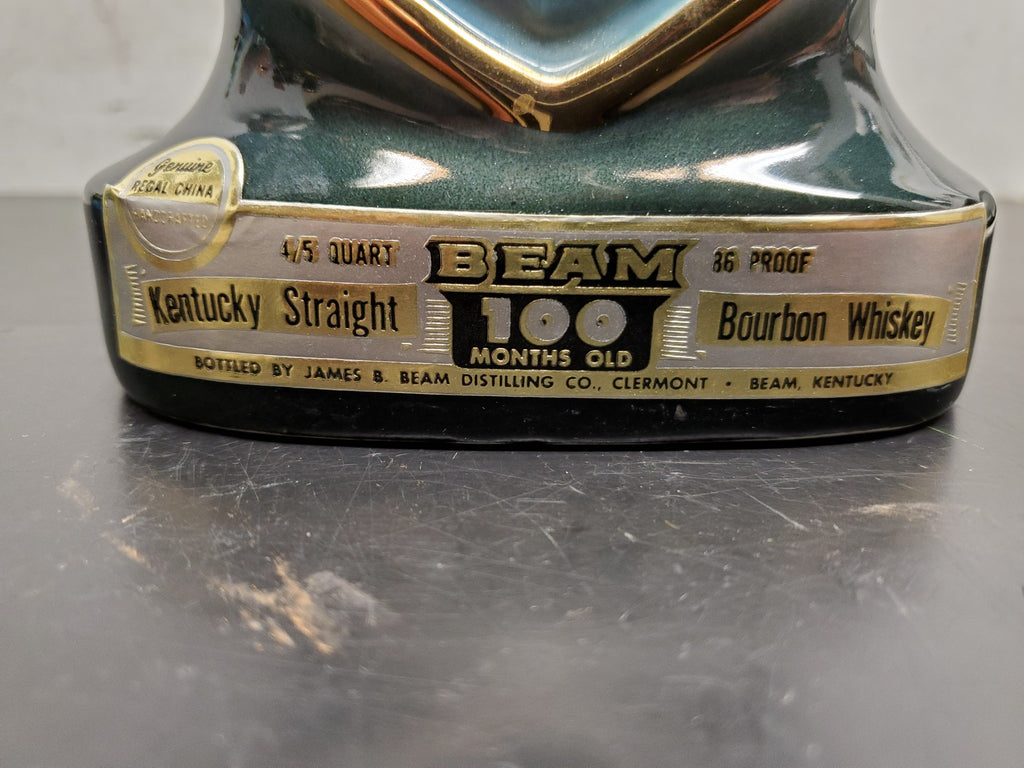 Genuine
REGAL CHINA
HANDCRAFTED
4/5 QUART
BEAM
86 PROOF
Kentucky Straight
100
MONTHS OLD
Bourbon Whiskey
BOTTLED BY JAMES B. BEAM DISTILLING CO., CLERMONT • BEAM, KENTUCKY